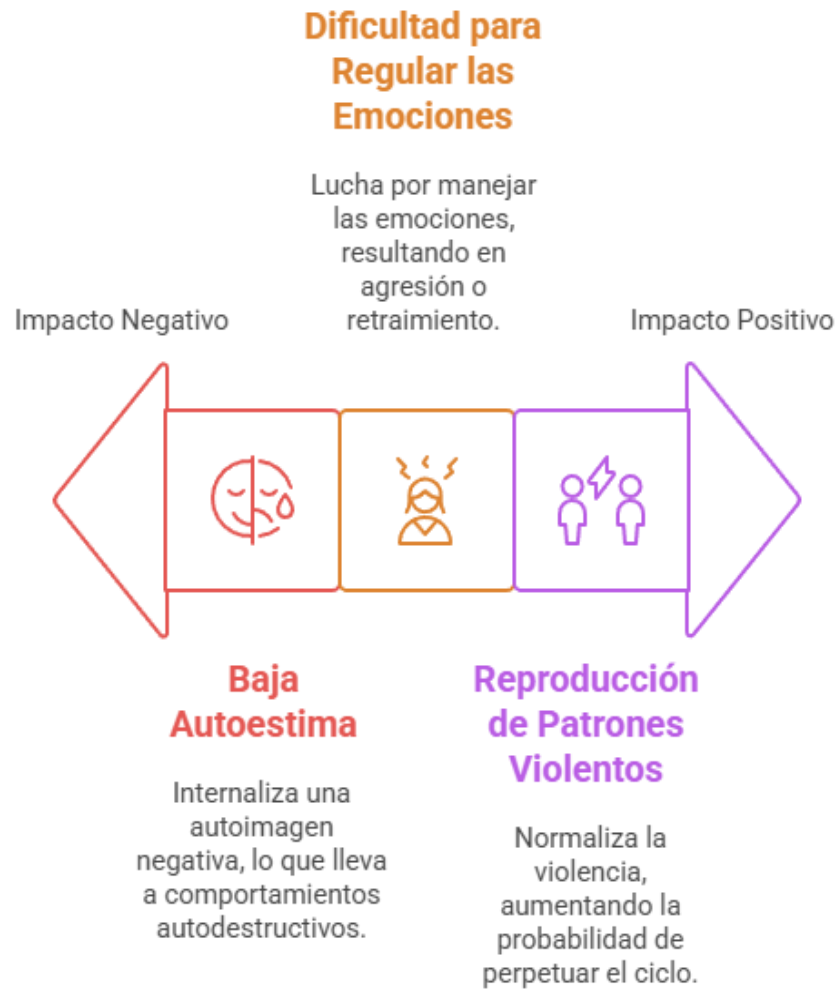 Dificultad para
Regular las
Emociones
Lucha por manejar
las emociones,
resultando en
agresión o
retraimiento.
Impacto Negativo
Impacto Positivo
Baja
Autoestima
Internaliza una
autoimagen
negativa, lo que lleva
a comportamientos
autodestructivos.
Reproducción
de Patrones
Violentos
Normaliza la
violencia,
aumentando la
probabilidad de
perpetuar el ciclo.